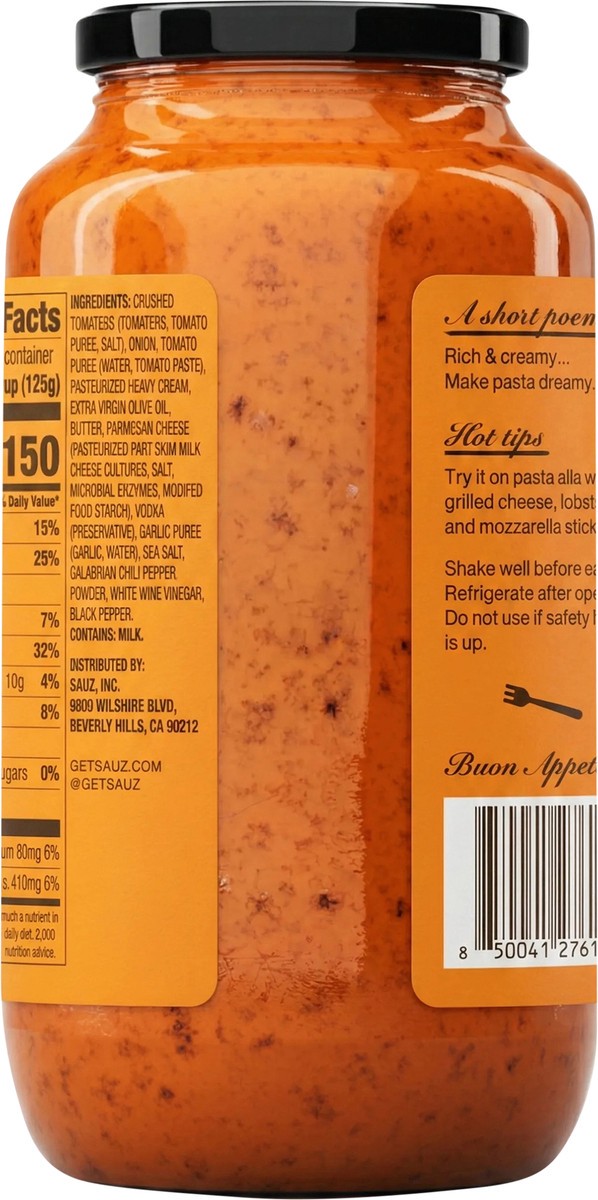 Facts
container
up (125g)
150
% Daily Value*
15%
25%
7%
32%
10g 4%
8%
ugars 0%
um 80mg 6%
s. 410mg 6%
much a nutrient in
daily diet. 2,000
nutrition advice.
INGREDIENTS: CRUSHED
TOMATERS (TOMATERS, TOMATO
PUREE, SALT), ONION, TOMATO
PUREE (WATER, TOMATO PASTE),
PASTEURIZED HEAVY CREAM,
EXTRA VIRGIN OLIVE OIL,
BUTTER, PARMESAN CHEESE
(PASTEURIZED PART SKIM MILK
CHEESE CULTURES, SALT,
MICROBIAL ERZYMES, MODIFED
FOOD STARCH), VODKA
(PRESERVATIVE), GARLIC PUREE
(GARLIC, WATER), SEA SALT,
GALABRIAN CHILI PEPPER
POWDER, WHITE WINE VINEGAR,
BLACK PEPPER.
CONTAINS: MILK.
DISTRIBUTED BY:
SAUZ, INC.
9809 WILSHIRE BLVD,
BEVERLY HILLS, CA 90212
GETSAUZ.COM
@GETSAUZ
A short poem
Rich & creamy...
Make pasta dreamy.
Hot tips
Try it on pasta alla w
grilled cheese, lobst
and mozzarella stick
Shake well before ea
Refrigerate after ope
Do not use if safety h
is up.
Buon Appet
8 50041 2761